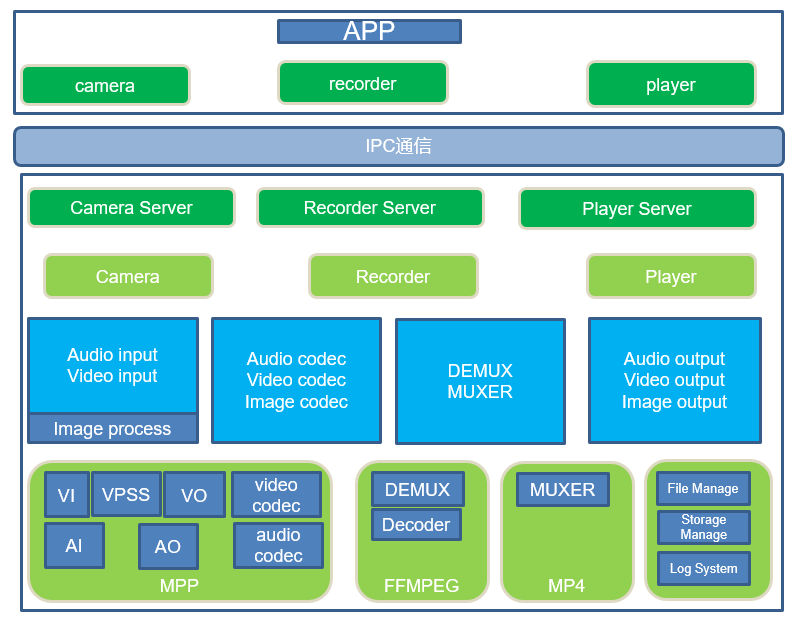 APP
camera
recorder
player
IPC通信
Camera Server
Recorder Server
Player Server
Camera
Recorder
Player
Audio input
Video input
Image process
Audio codec
Video codec
Image codec
DEMUX
MUXER
Audio output
Video output
Image output
VI
VPSS
VO
video
codec
AI
AO
audio
codec
MPP
DEMUX
Decoder
FFMPEG
MUXER
MP4
File Manage
Storage
Manage
Log System